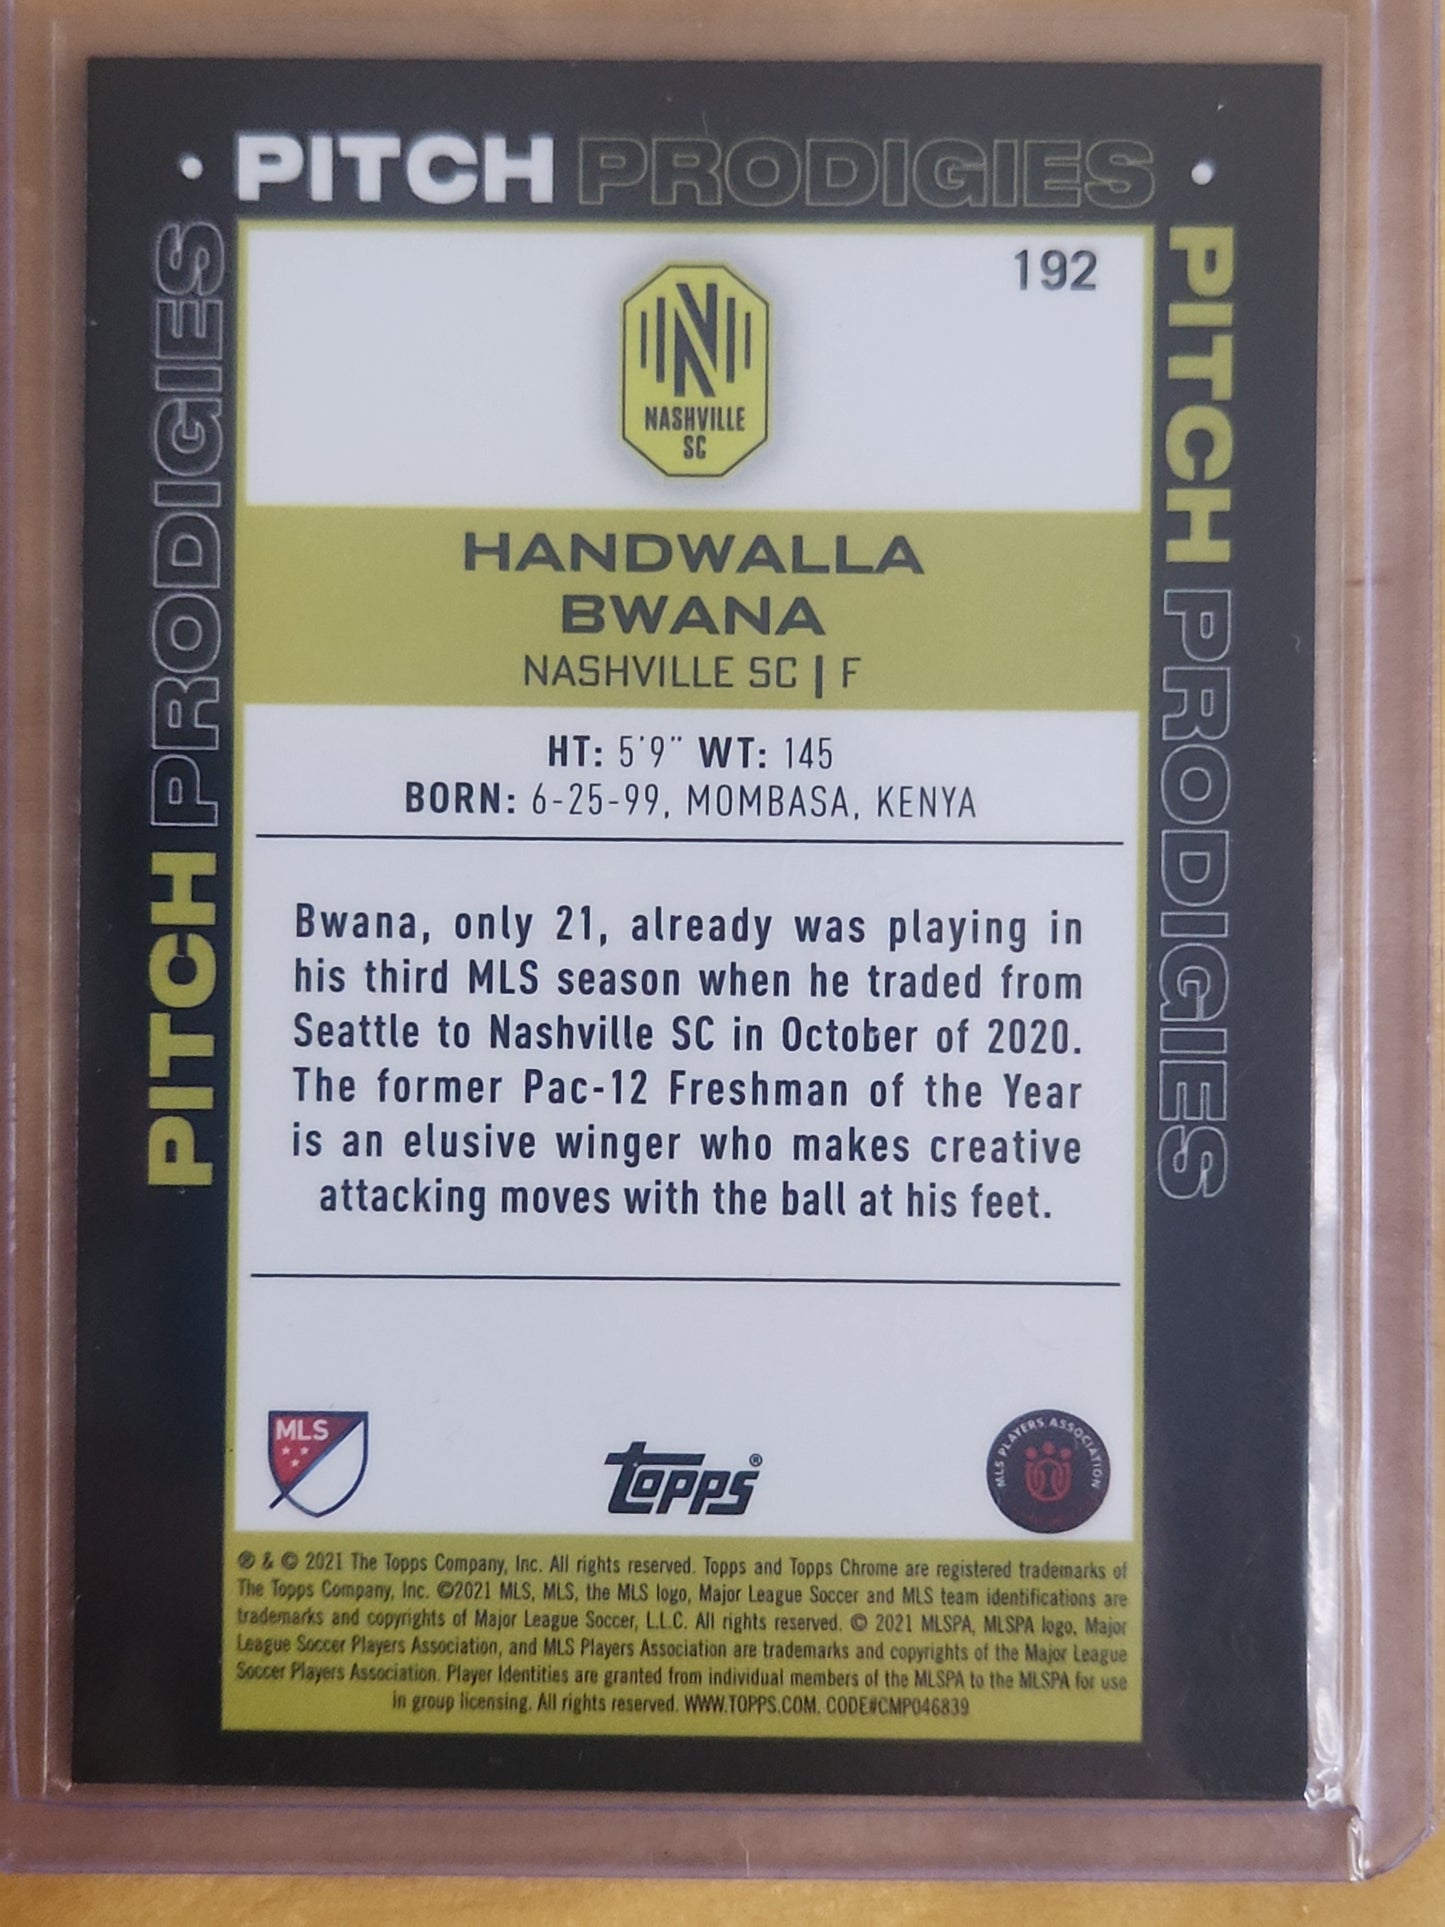 PITCH PRODIGIES
PITCH PRODIGIES
PITCH PRODIGIES
192
NASHVILLE
SC
HANDWALLA
BWANA
NASHVILLE SC | F
HT: 5'9" WT: 145
BORN: 6-25-99, MOMBASA, KENYA
Bwana, only 21, already was playing in
his third MLS season when he traded from
Seattle to Nashville SC in October of 2020.
The former Pac-12 Freshman of the Year
is an elusive winger who makes creative
attacking moves with the ball at his feet.
MLS
topps®
MLS PLAYERS ASSOCIATION
® & © 2021 The Topps Company, Inc. All rights reserved. Topps and Topps Chrome are registered trademarks of
The Topps Company, Inc. ©2021 MLS, MLS, the MLS logo, Major League Soccer and MLS team identifications are
trademarks and copyrights of Major League Soccer, L.L.C. All rights reserved. © 2021 MLSPA, MLSPA logo, Major
League Soccer Players Association, and MLS Players Association are trademarks and copyrights of the Major League
Soccer Players Association. Player Identities are granted from individual members of the MLSPA to the MLSPA for use
in group licensing. All rights reserved. WWW.TOPPS.COM. CODE#CMP046839